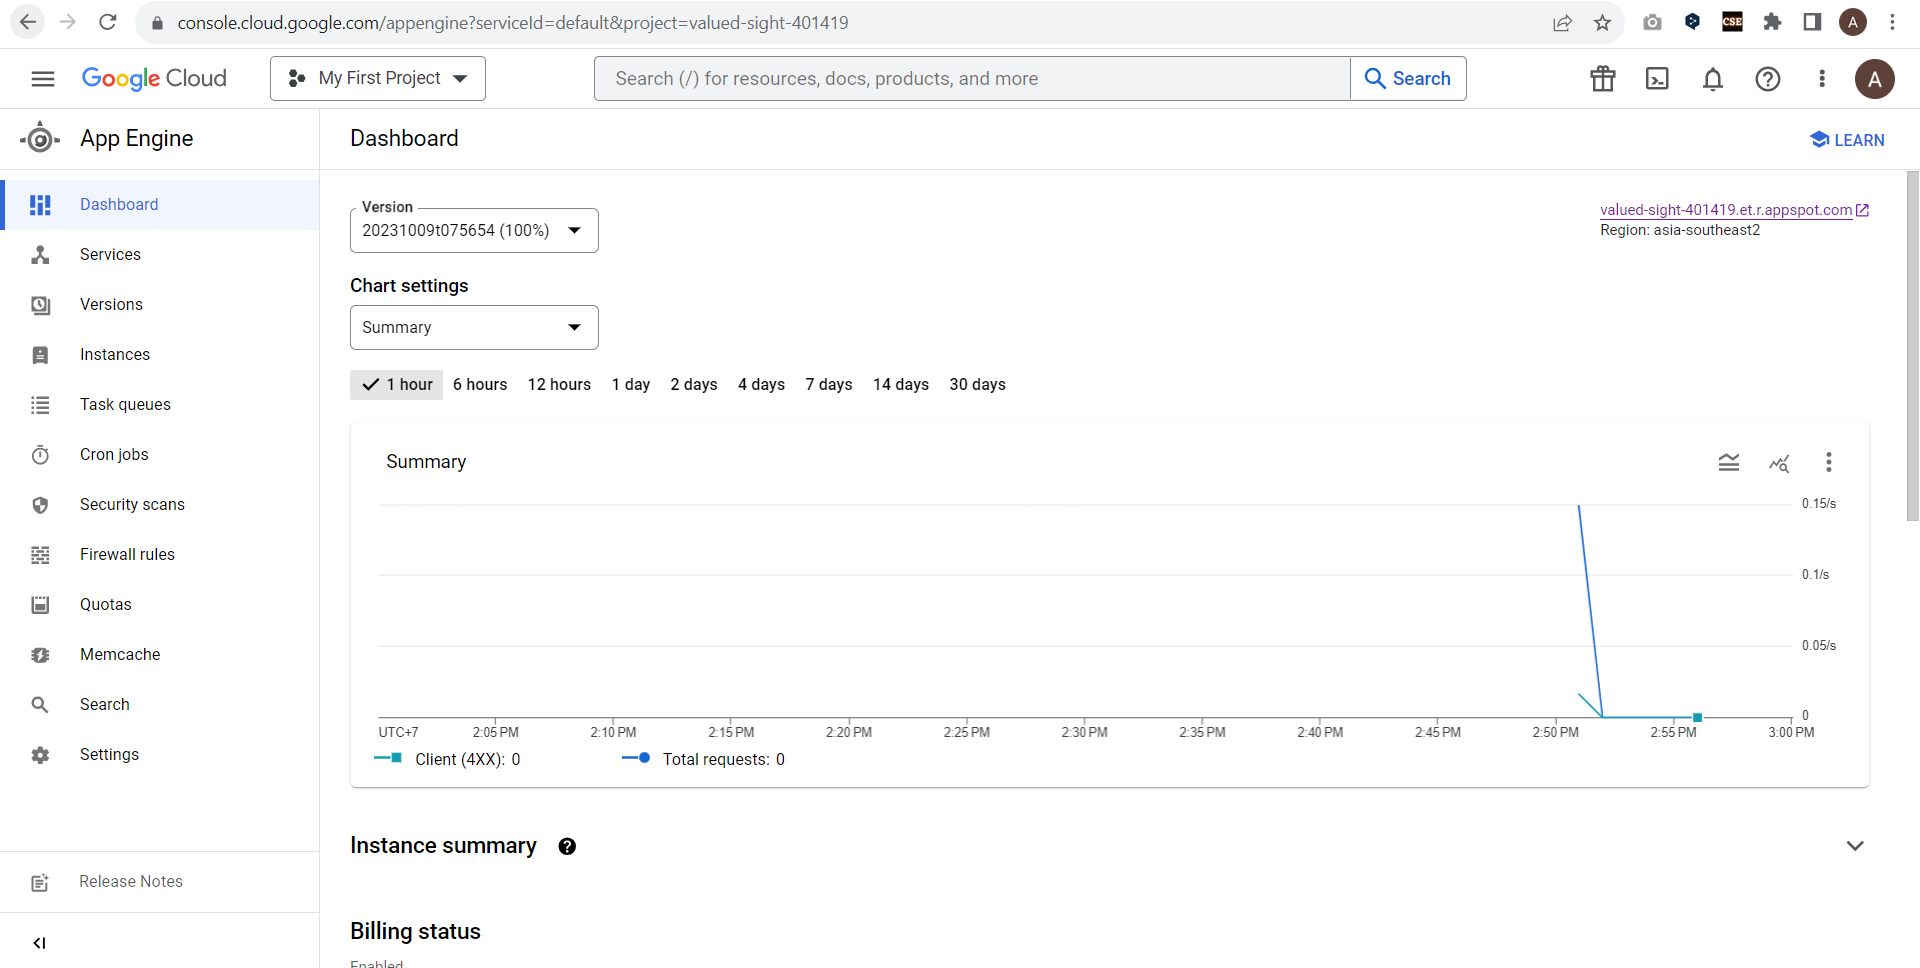 console.cloud.google.com/appengine?serviceId=default&project=valued-sight-401419
CSE
A
Google Cloud
My First Project
Search (/) for resources, docs, products, and more
Search
A
App Engine
Dashboard
LEARN
Dashboard
Services
Versions
Instances
Task queues
Cron jobs
Security scans
Firewall rules
Quotas
Memcache
Search
Settings
Release Notes
Version
20231009t075654 (100%)
valued-sight-401419.et.r.appspot.com
Region: asia-southeast2
Chart settings
Summary
1 hour 6 hours 12 hours 1 day 2 days 4 days 7 days 14 days 30 days
Summary
0.15/s
0.1/s
0.05/s
0
UTC+7 2:05 PM 2:10 PM 2:15 PM 2:20 PM 2:25 PM 2:30 PM 2:35 PM 2:40 PM 2:45 PM 2:50 PM 2:55 PM 3:00 PM
Client (4XX): 0 Total requests: 0
Instance summary
Billing status
Enabled